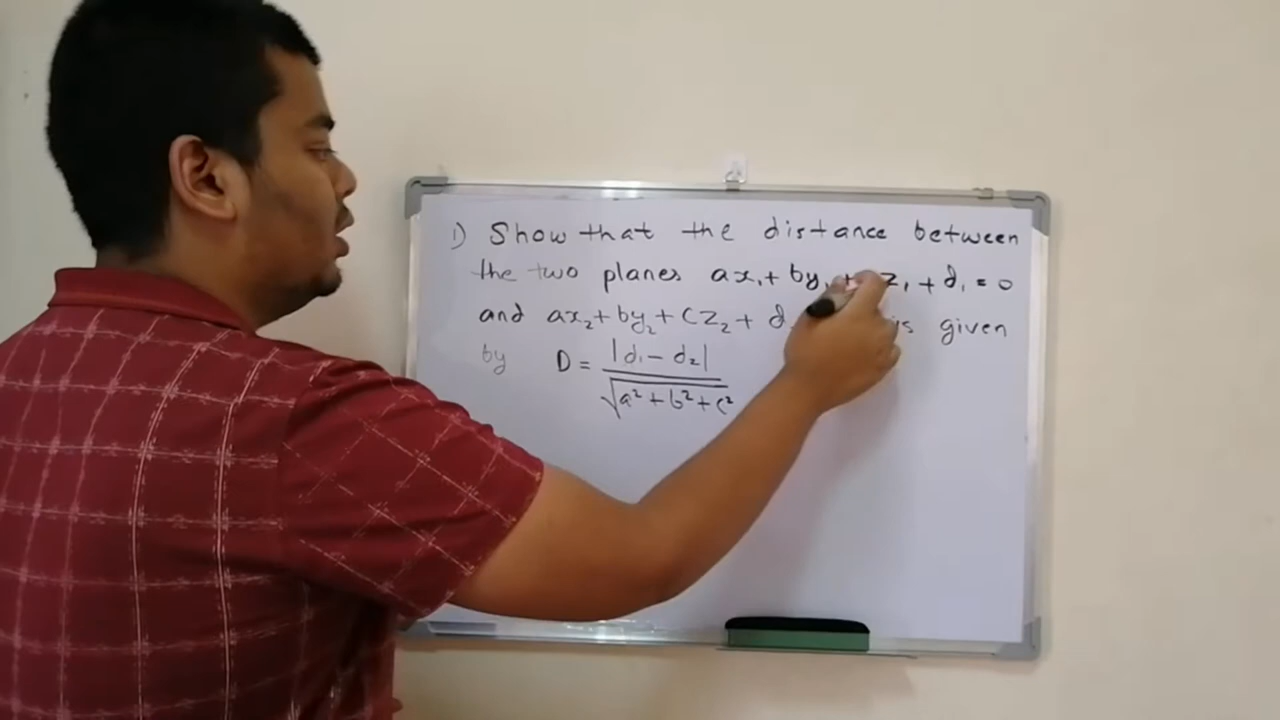 1) Show that the distance between
the two planes ax₁+ by₁ + z₁ + d₁ = 0
and ax₂+by₂+cz₂+ d is given
by D = |d₁ - d₂| / √a²+b²+c²